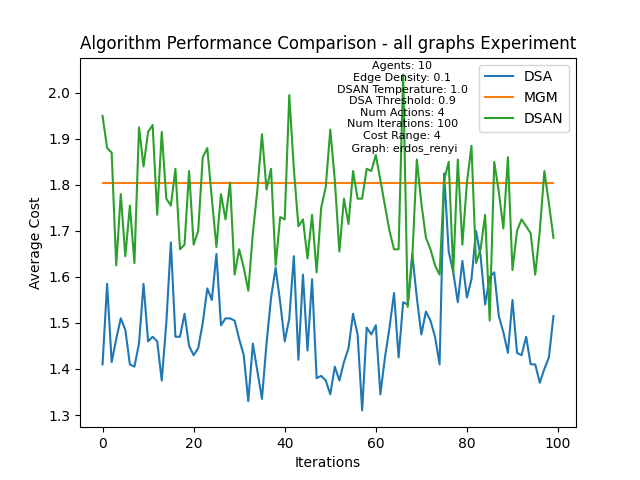 Algorithm Performance Comparison - all graphs Experiment
Agents: 10
Edge Density: 0.1
DSAN Temperature: 1.0
DSA Threshold: 0.9
Num Actions: 4
Num Iterations: 100
Cost Range: 4
Graph: erdos_renyi
DSA
MGM
DSAN
Average Cost
2.0
1.9
1.8
1.7
1.6
1.5
1.4
1.3
0 20 40 60 80 100
Iterations